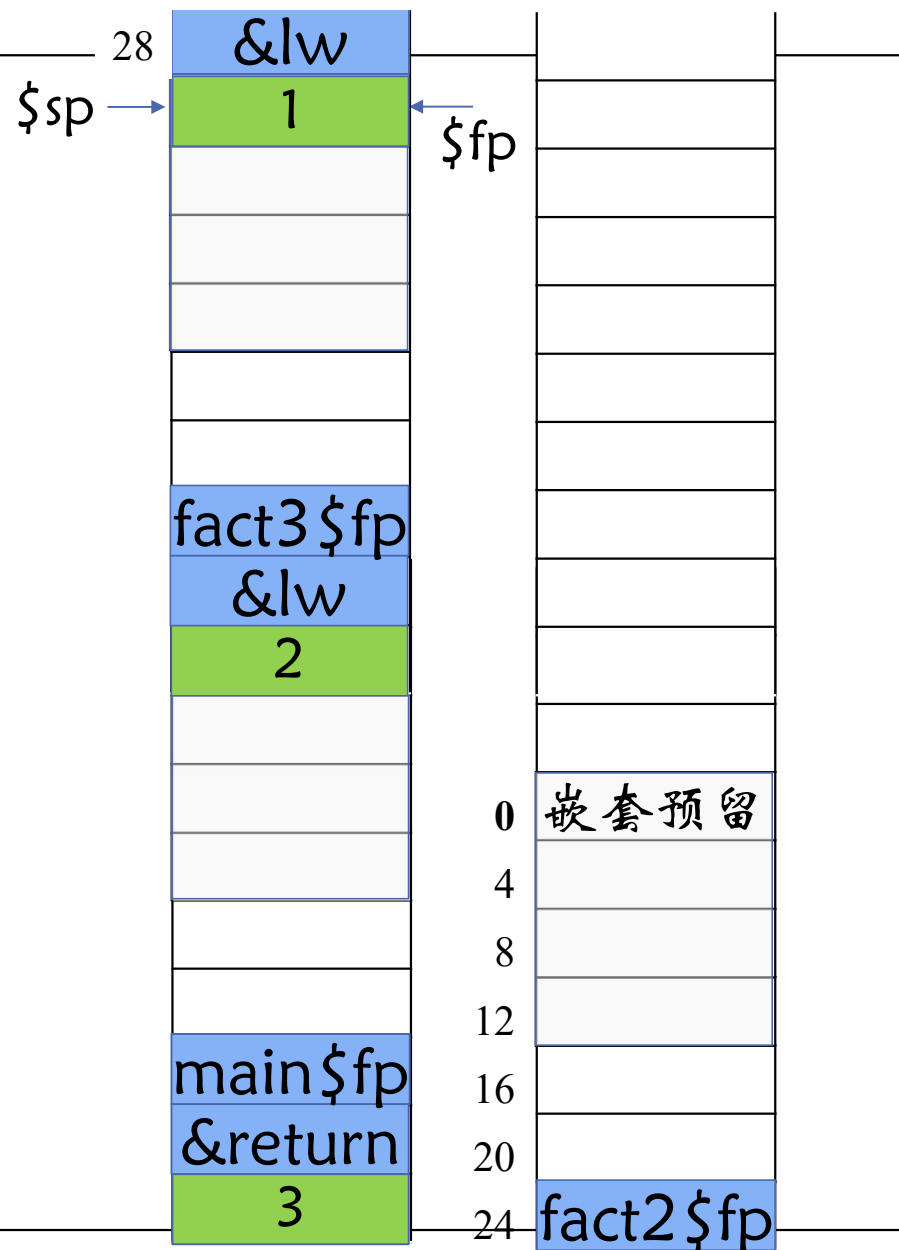 28
&lw
$sp
1
$fp
fact3$fp
&lw
2
main$fp
&return
3
0 嵌套预留
4
8
12
16
20
24 fact2$fp